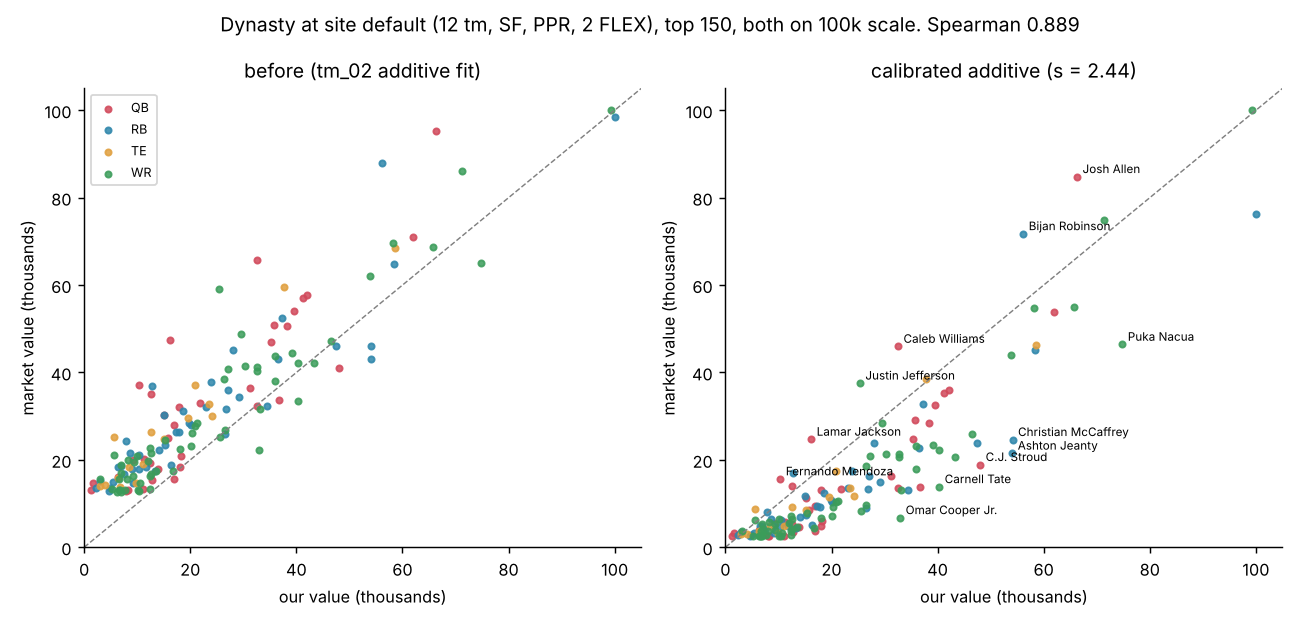 Dynasty at site default (12 tm, SF, PPR, 2 FLEX), top 150, both on 100k scale. Spearman 0.889
before (tm_02 additive fit)
QB
RB
TE
WR
market value (thousands)
100
80
60
40
20
0
0 20 40 60 80 100
our value (thousands)
calibrated additive (s = 2.44)
market value (thousands)
100
80
60
40
20
0
Josh Allen
Bijan Robinson
Caleb Williams
Puka Nacua
Justin Jefferson
Lamar Jackson
Christian McCaffrey
Ashton Jeanty
C.J. Stroud
Fernando Mendoza
Carnell Tate
Omar Cooper Jr.
0 20 40 60 80 100
our value (thousands)